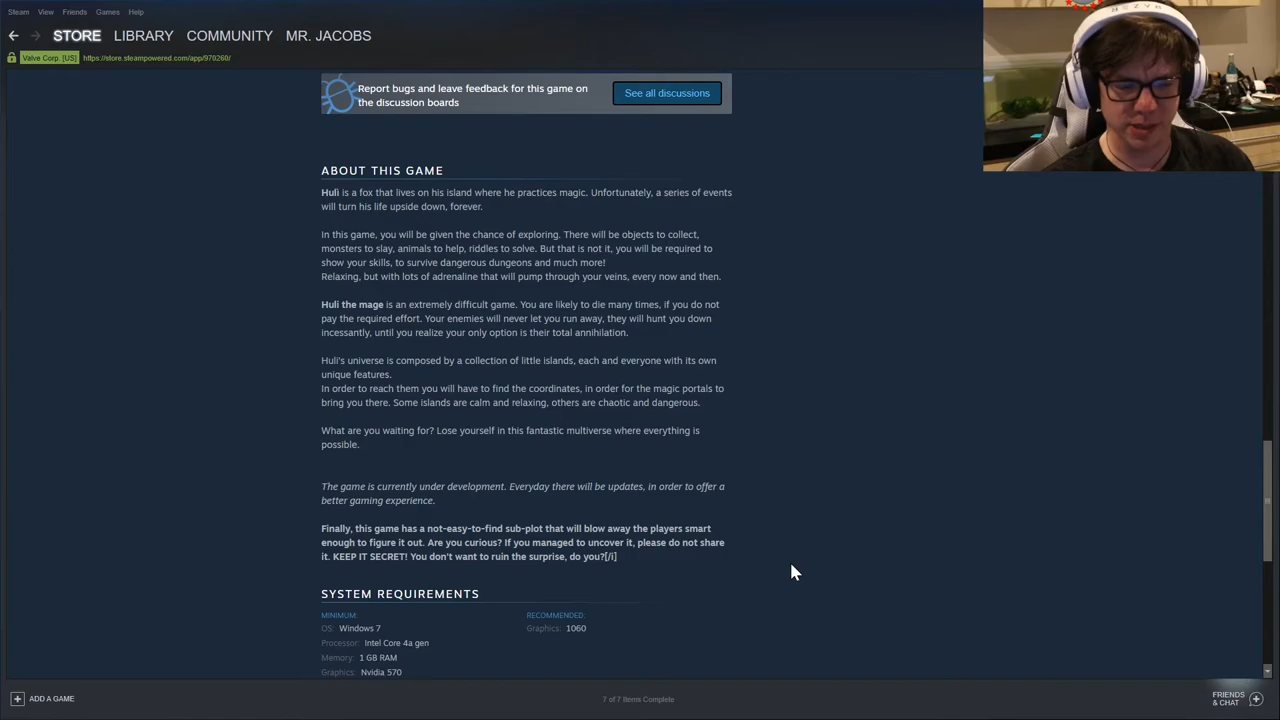 Steam View Friends Games Help
STORE LIBRARY COMMUNITY MR. JACOBS
Valve Corp. [US] https://store.steampowered.com/app/970260/
Report bugs and leave feedback for this game on
the discussion boards
See all discussions
ABOUT THIS GAME
Hulì is a fox that lives on his island where he practices magic. Unfortunately, a series of events
will turn his life upside down, forever.
In this game, you will be given the chance of exploring. There will be objects to collect,
monsters to slay, animals to help, riddles to solve. But that is not it, you will be required to
show your skills, to survive dangerous dungeons and much more!
Relaxing, but with lots of adrenaline that will pump through your veins, every now and then.
Huli the mage is an extremely difficult game. You are likely to die many times, if you do not
pay the required effort. Your enemies will never let you run away, they will hunt you down
incessantly, until you realize your only option is their total annihilation.
Huli's universe is composed by a collection of little islands, each and everyone with its own
unique features.
In order to reach them you will have to find the coordinates, in order for the magic portals to
bring you there. Some islands are calm and relaxing, others are chaotic and dangerous.
What are you waiting for? Lose yourself in this fantastic multiverse where everything is
possible.
The game is currently under development. Everyday there will be updates, in order to offer a
better gaming experience.
Finally, this game has a not-easy-to-find sub-plot that will blow away the players smart
enough to figure it out. Are you curious? If you managed to uncover it, please do not share
it. KEEP IT SECRET! You don't want to ruin the surprise, do you?[/i]
SYSTEM REQUIREMENTS
MINIMUM: RECOMMENDED:
OS: Windows 7 Graphics: 1060
Processor: Intel Core 4a gen
Memory: 1 GB RAM
Graphics: Nvidia 570
ADD A GAME 7 of 7 Items Complete FRIENDS
& CHAT